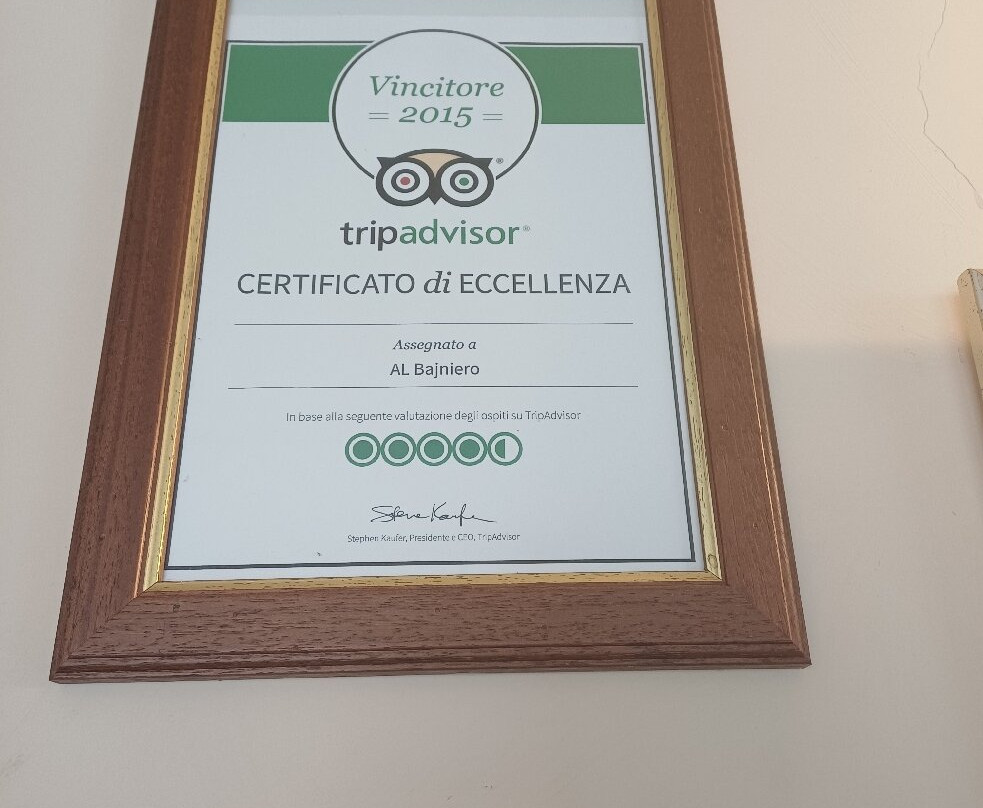 Vincitore
= 2015 =
tripadvisor®
CERTIFICATO di ECCELLENZA
Assegnato a
AL Bajniero
In base alla seguente valutazione degli ospiti su TripAdvisor
Stephen Kaufer, Presidente e CEO, TripAdvisor